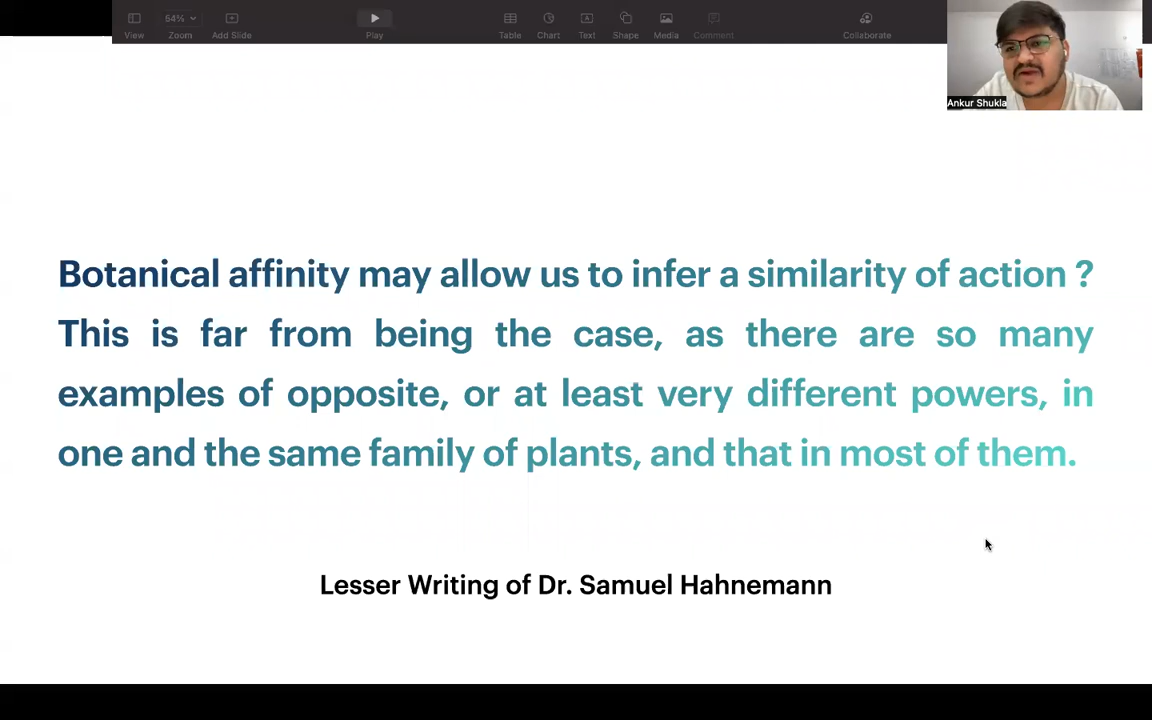 54%
View
Zoom
Add Slide
Play
Table
Chart
Text
Shape
Media
Comment
Collaborate
Ankur Shukla
Botanical affinity may allow us to infer a similarity of action ?
This is far from being the case, as there are so many
examples of opposite, or at least very different powers, in
one and the same family of plants, and that in most of them.
Lesser Writing of Dr. Samuel Hahnemann